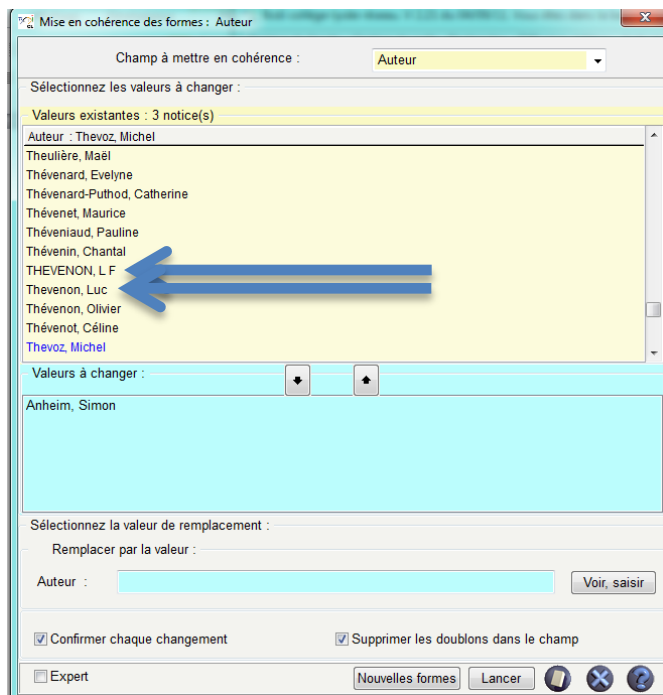 Mise en cohérence des formes : Auteur
Champ à mettre en cohérence : Auteur
Sélectionnez les valeurs à changer :
Valeurs existantes : 3 notice(s)
Auteur : Thevoz, Michel
Theulière, Maël
Thévenard, Evelyne
Thévenard-Puthod, Catherine
Thévenet, Maurice
Théveniaud, Pauline
Thévenin, Chantal
THEVENON, L F
Thevenon, Luc
Thévenon, Olivier
Thévenot, Céline
Thevoz, Michel
Valeurs à changer :
Anheim, Simon
Sélectionnez la valeur de remplacement :
Remplacer par la valeur :
Auteur : Voir, saisir
Confirmer chaque changement Supprimer les doublons dans le champ
Expert Nouvelles formes Lancer ?